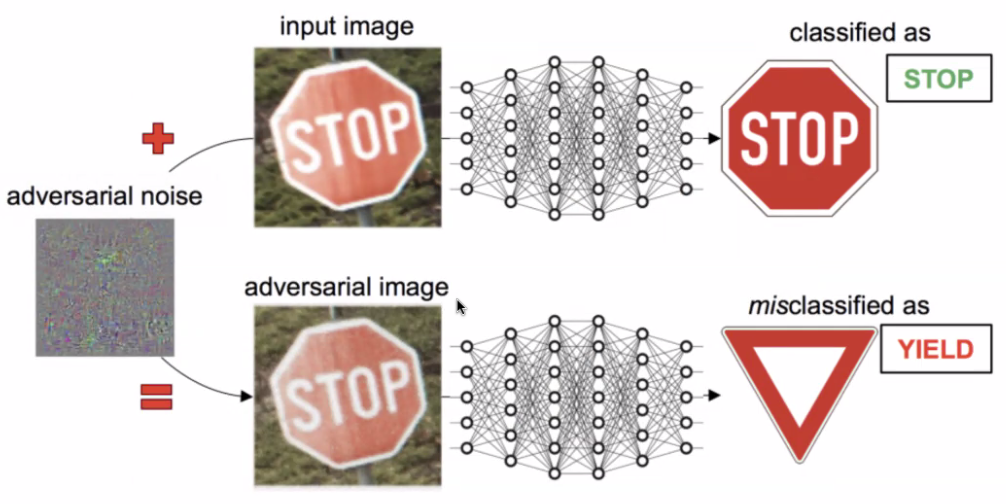 input image
STOP
classified as
STOP
STOP
adversarial noise
adversarial image
STOP
misclassified as
YIELD